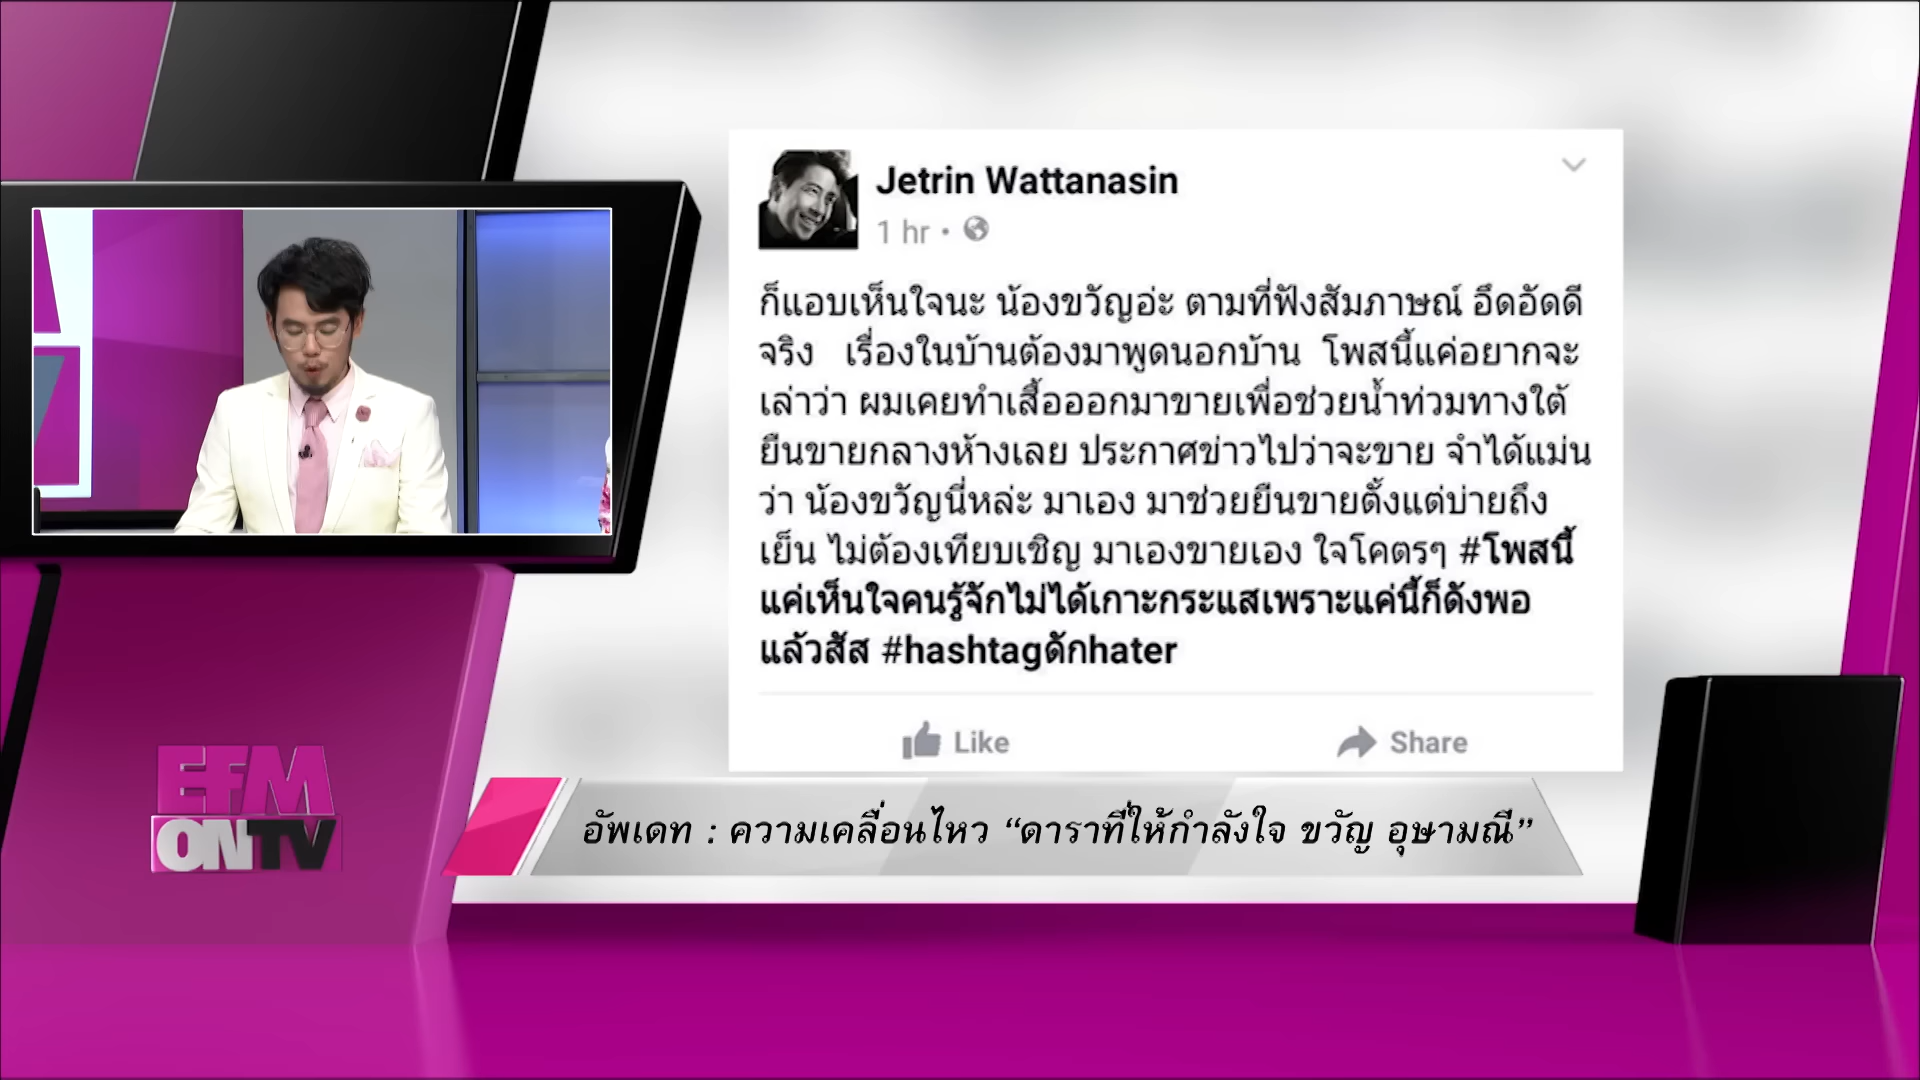 Jetrin Wattanasin
1 hr •
ก็แอบเห็นใจนะ น้องขวัญอ่ะ ตามที่ฟังสัมภาษณ์ อึดอัดดี
จริง เรื่องในบ้านต้องมาพูดนอกบ้าน โพสนี้แค่อยากจะ
เล่าว่า ผมเคยทำเสื้อออกมาขายเพื่อช่วยน้ำท่วมทางใต้
ยืนขายกลางห้างเลย ประกาศข่าวไปว่าจะขาย จำได้แม่น
ว่า น้องขวัญนี่หล่ะ มาเอง มาช่วยยืนขายตั้งแต่บ่ายถึง
เย็น ไม่ต้องเทียบเชิญ มาเองขายเอง ใจโคตรๆ #โพสนี้
แค่เห็นใจคนรู้จักไม่ได้เกาะกระแสเพราะแค่นี้ก็ดังพอ
แล้วสัส #hashtagดักhater
Like
Share
อัพเดท : ความเคลื่อนไหว “ดาราที่ให้กำลังใจ ขวัญ อุษามณี”
EFM
ONTV